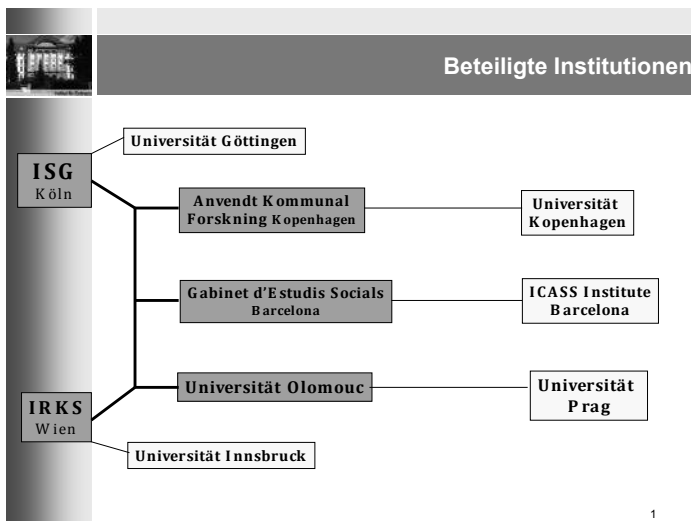 Beteiligte Institutionen
Universität Göttingen
ISG
Köln
Anvendt Kommunal
Forskning Kopenhagen
Universität
Kopenhagen
Gabinet d'Estudis Socials
Barcelona
ICASS Institute
Barcelona
Universität Olomouc
Universität
Prag
IRKS
Wien
Universität Innsbruck
1